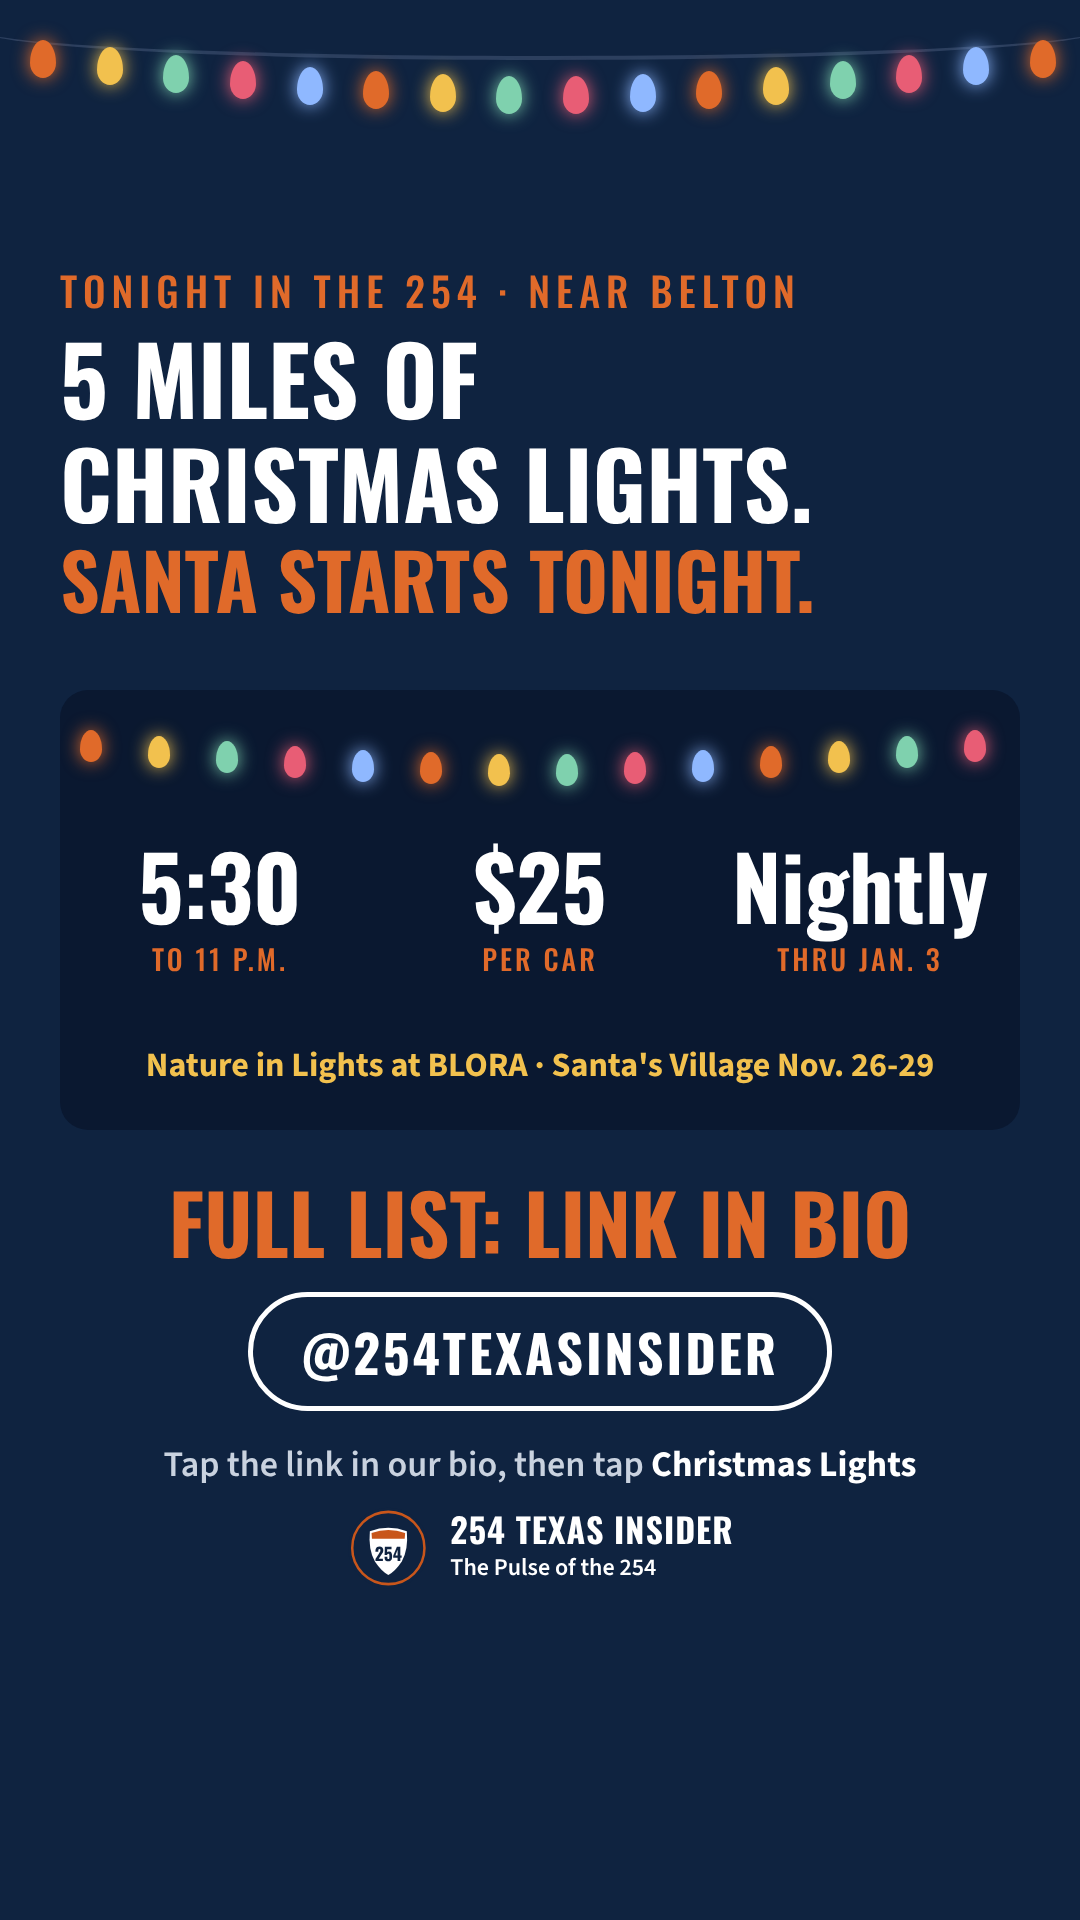 TONIGHT IN THE 254 · NEAR BELTON
5 MILES OF
CHRISTMAS LIGHTS.
SANTA STARTS TONIGHT.
5:30 $25 Nightly
TO 11 P.M. PER CAR THRU JAN. 3
Nature in Lights at BLORA · Santa's Village Nov. 26-29
FULL LIST: LINK IN BIO
@254TEXASINSIDER
Tap the link in our bio, then tap Christmas Lights
254
254 TEXAS INSIDER
The Pulse of the 254